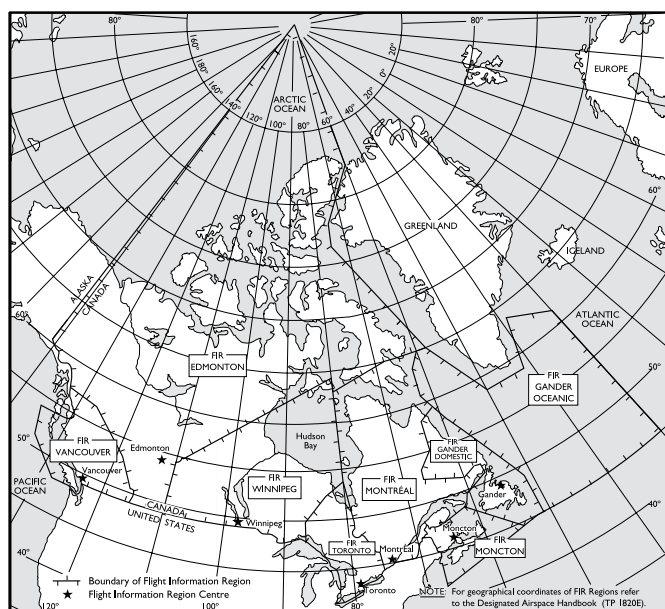 80°
80°
70°
EUROPE
160°
180°
160°
140°
120°
100°
80°
60°
40°
20°
0°
20°
ARCTIC
OCEAN
60°
GREENLAND
ICELAND
ALASKA
CANADA
ATLANTIC
OCEAN
60°
FIR
EDMONTON
FIR
GANDER
OCEANIC
50°
50°
FIR
VANCOUVER
Edmonton
Vancouver
Hudson
Bay
FIR
GANDER
DOMESTIC
PACIFIC
OCEAN
FIR
WINNIPEG
FIR
MONTRÉAL
Gander
40°
CANADA
UNITED STATES
Winnipeg
Moncton
FIR
TORONTO
Montréal
FIR
MONCTON
40°
Boundary of Flight Information Region
Flight Information Region Centre
Toronto
NOTE: For geographical coordinates of FIR Regions refer
to the Designated Airspace Handbook (TP 1820E).
120°
100°
80°
60°